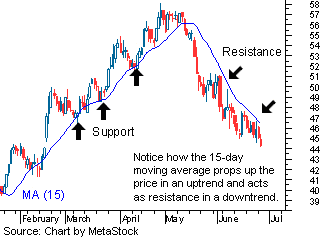 58
57
56
55
54
53
52
51
50
49
48
47
46
45
44
43
42
41
40
39
Resistance
Support
Notice how the 15-day
moving average props up the
price in an uptrend and acts
as resistance in a downtrend.
MA (15)
February March April May June Jul
Source: Chart by MetaStock